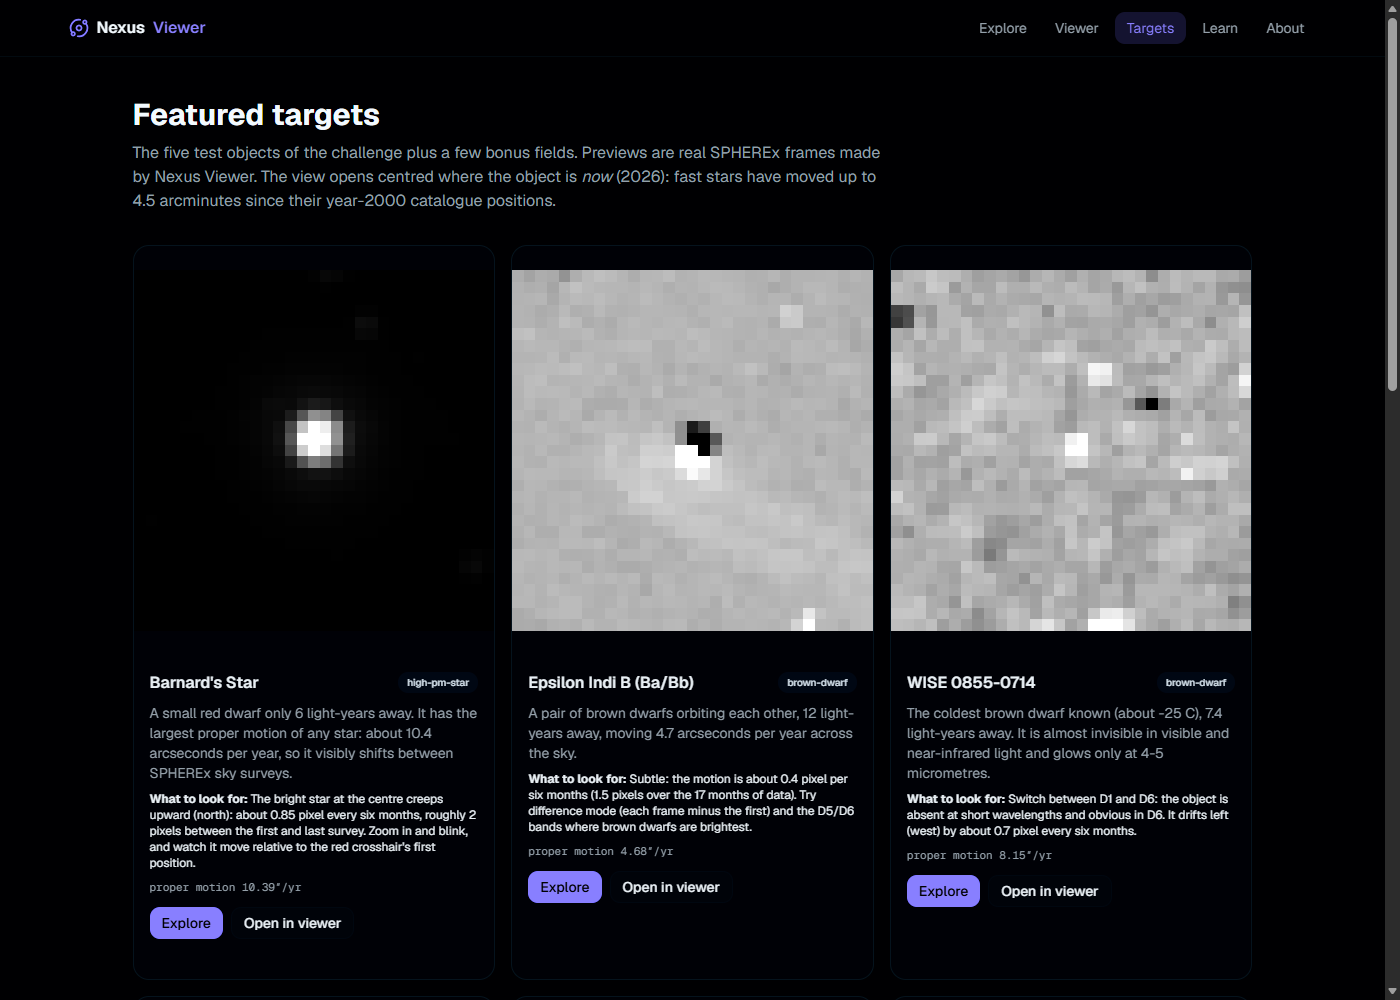 Nexus Viewer
Explore Viewer Targets Learn About
Featured targets
The five test objects of the challenge plus a few bonus fields. Previews are real SPHEREx frames made
by Nexus Viewer. The view opens centred where the object is now (2026): fast stars have moved up to
4.5 arcminutes since their year-2000 catalogue positions.
Barnard's Star high-pm-star
A small red dwarf only 6 light-years away. It has the
largest proper motion of any star: about 10.4
arcseconds per year, so it visibly shifts between
SPHEREx sky surveys.
What to look for: The bright star at the centre creeps
upward (north): about 0.85 pixel every six months, roughly 2
pixels between the first and last survey. Zoom in and blink,
and watch it move relative to the red crosshair's first
position.
proper motion 10.39″/yr
Explore Open in viewer
Epsilon Indi B (Ba/Bb) brown-dwarf
A pair of brown dwarfs orbiting each other, 12 light-
years away, moving 4.7 arcseconds per year across
the sky.
What to look for: Subtle: the motion is about 0.4 pixel per
six months (1.5 pixels over the 17 months of data). Try
difference mode (each frame minus the first) and the D5/D6
bands where brown dwarfs are brightest.
proper motion 4.68″/yr
Explore Open in viewer
WISE 0855-0714 brown-dwarf
The coldest brown dwarf known (about -25 C), 7.4
light-years away. It is almost invisible in visible and
near-infrared light and glows only at 4-5
micrometres.
What to look for: Switch between D1 and D6: the object is
absent at short wavelengths and obvious in D6. It drifts left
(west) by about 0.7 pixel every six months.
proper motion 8.15″/yr
Explore Open in viewer